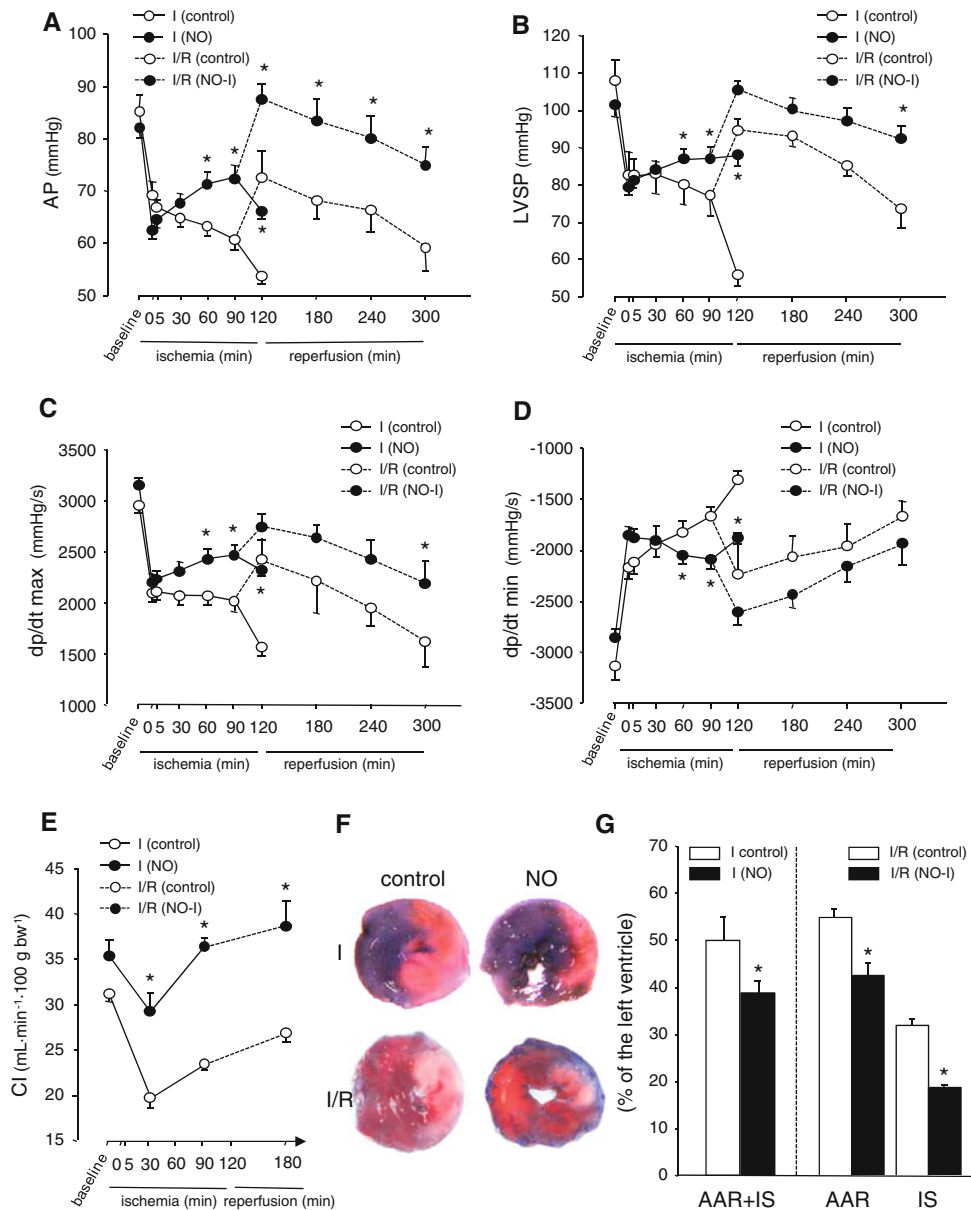 A
I (control)
I (NO)
I/R (control)
I/R (NO-I)
AP (mmHg)
100
90
80
70
60
50
* * * * * * *
baseline
0 5 30 60 90 120 180 240 300
ischemia (min) reperfusion (min)
B
I (control)
I (NO)
I/R (control)
I/R (NO-I)
LVSP (mmHg)
120
110
100
90
80
70
60
50
* * * *
baseline
0 5 30 60 90 120 180 240 300
ischemia (min) reperfusion (min)
C
I (control)
I (NO)
I/R (control)
I/R (NO-I)
dp/dt max (mmHg/s)
3500
3000
2500
2000
1500
1000
* * * *
baseline
0 5 30 60 90 120 180 240 300
ischemia (min) reperfusion (min)
D
I (control)
I (NO)
I/R (control)
I/R (NO-I)
dp/dt min (mmHg/s)
-1000
-1500
-2000
-2500
-3000
-3500
* * *
baseline
0 5 30 60 90 120 180 240 300
ischemia (min) reperfusion (min)
E
I (control)
I (NO)
I/R (control)
I/R (NO-I)
CI (mL·min⁻¹·100 g bw⁻¹)
45
40
35
30
25
20
15
* * *
baseline
0 5 30 90 120 180
ischemia (min) reperfusion (min)
F
control NO
I
I/R
G
I control)
I (NO)
I/R (control)
I/R (NO-I)
(% of the left ventricle)
70
60
50
40
30
20
10
0
* * *
AAR+IS AAR IS